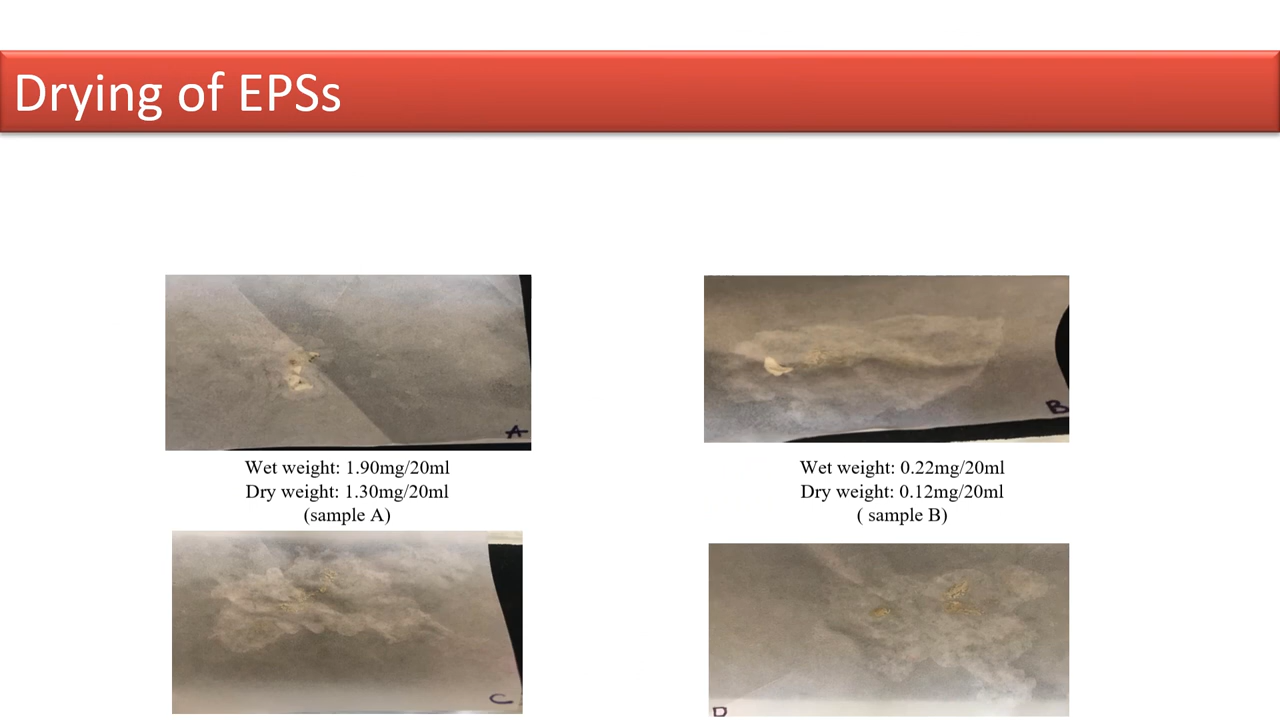 Drying of EPSs
A
B
Wet weight: 1.90mg/20ml
Dry weight: 1.30mg/20ml
(sample A)
Wet weight: 0.22mg/20ml
Dry weight: 0.12mg/20ml
( sample B)
C
D